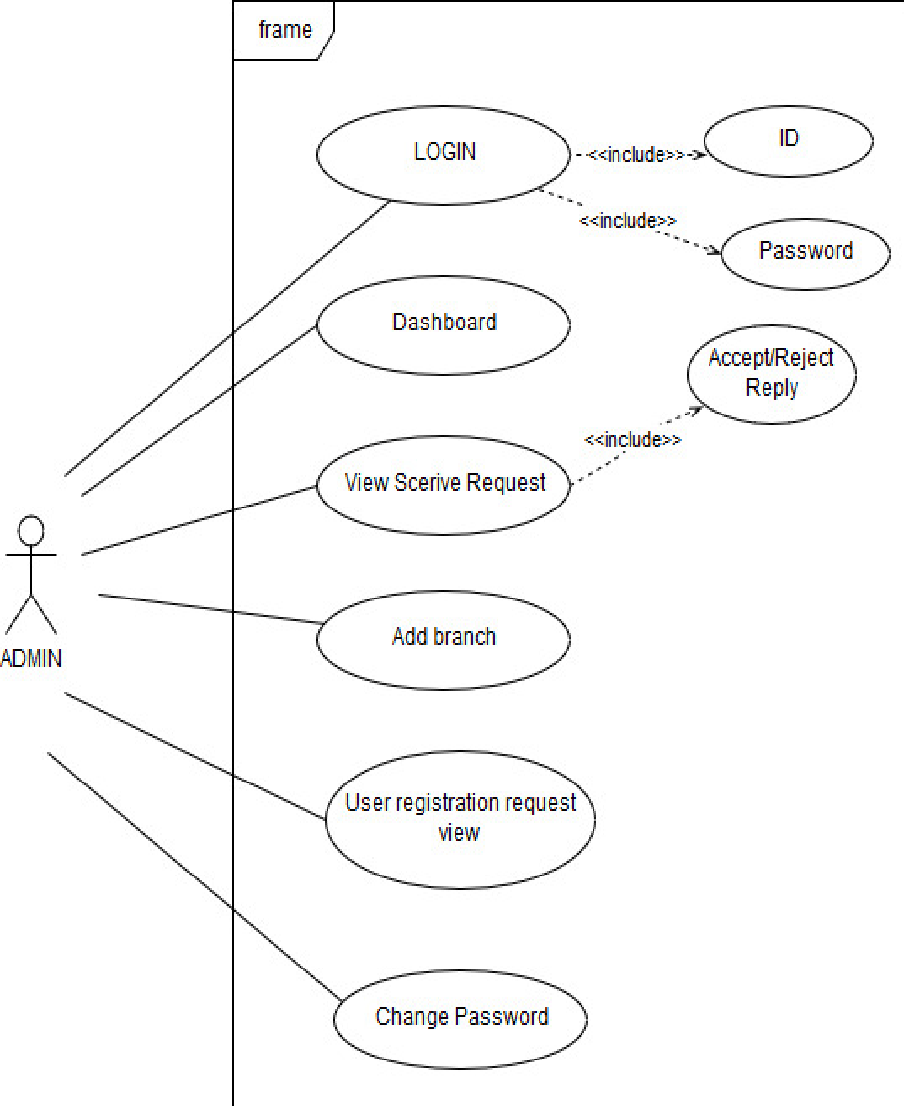 frame
LOGIN
<<include>>
ID
<<include>>
Password
Dashboard
Accept/Reject
Reply
<<include>>
View Scerive Request
ADMIN
Add branch
User registration request
view
Change Password